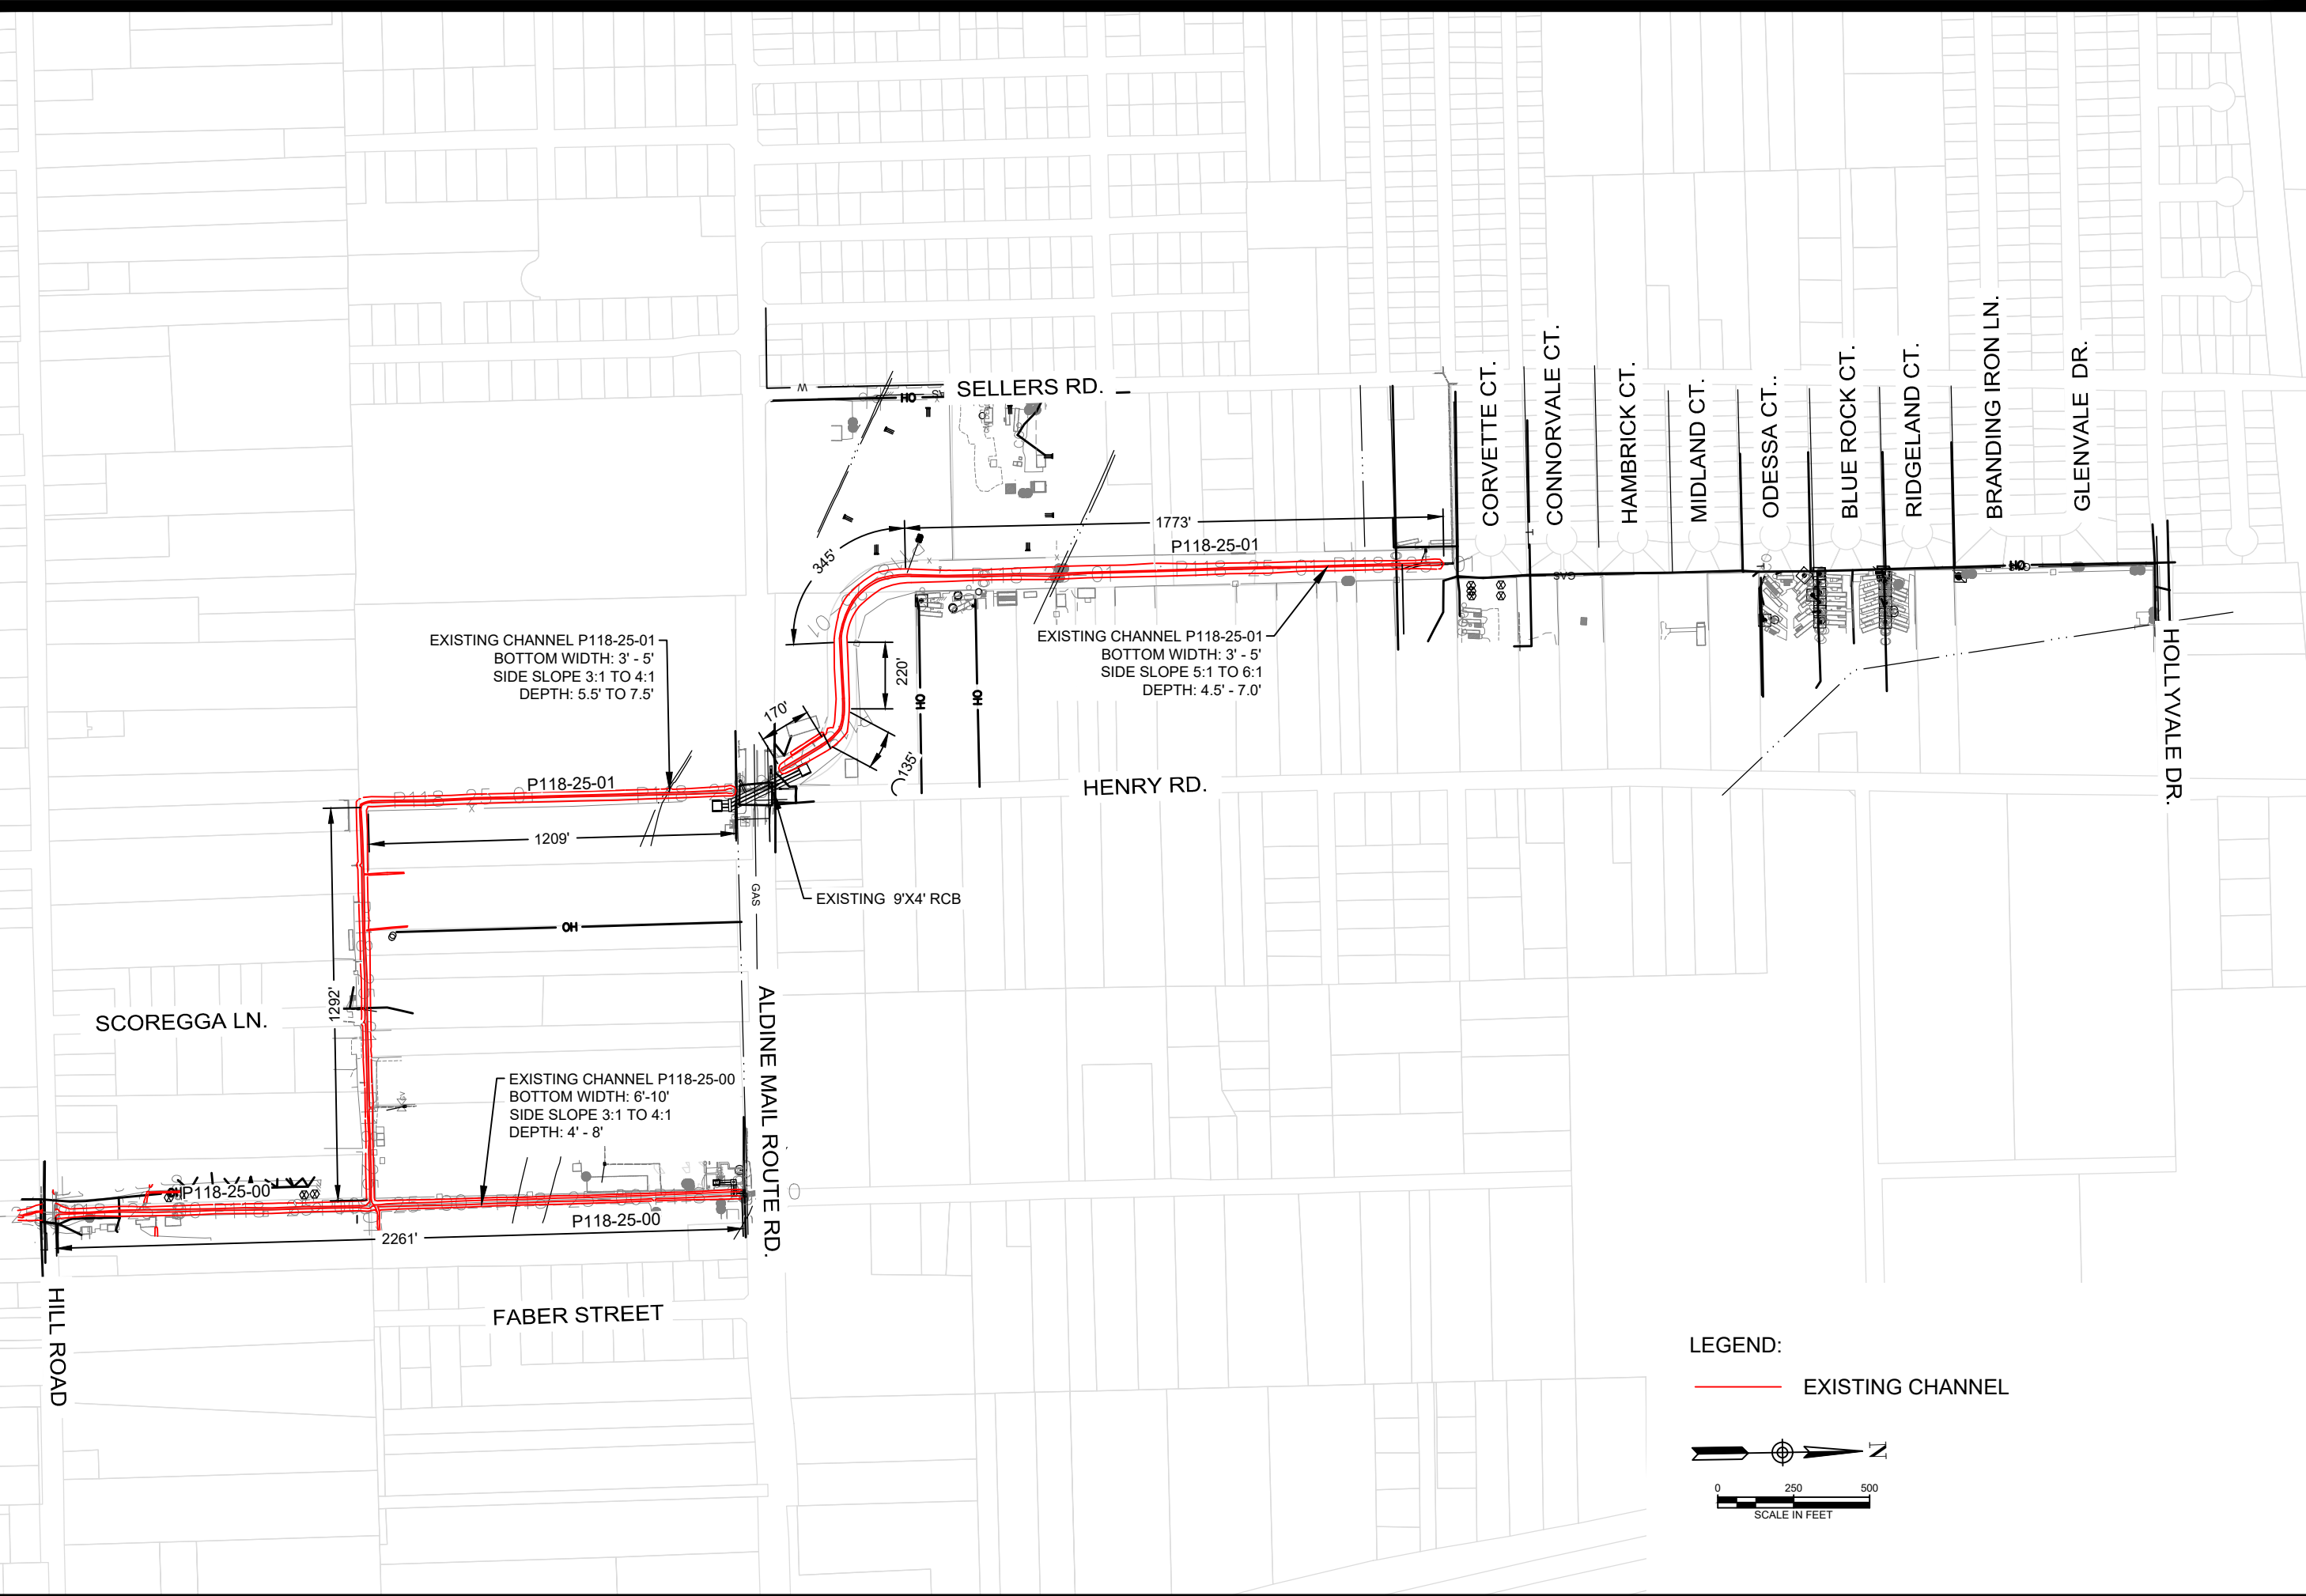 SELLERS RD.
W
OH
CORVETTE CT.
CONNORVALE CT.
HAMBRICK CT.
MIDLAND CT.
ODESSA CT..
BLUE ROCK CT.
RIDGELAND CT.
BRANDING IRON LN.
GLENVALE DR.
HOLLYVALE DR.
1773'
P118-25-01
345'
GAS
OH
EXISTING CHANNEL P118-25-01
BOTTOM WIDTH: 3' - 5'
SIDE SLOPE 3:1 TO 4:1
DEPTH: 5.5' TO 7.5'
EXISTING CHANNEL P118-25-01
BOTTOM WIDTH: 3' - 5'
SIDE SLOPE 5:1 TO 6:1
DEPTH: 4.5' - 7.0'
220'
OH
OH
170'
135'
P118-25-01
HENRY RD.
1209'
GAS
EXISTING 9'X4' RCB
OH
1292'
SCOREGGA LN.
ALDINE MAIL ROUTE RD.
EXISTING CHANNEL P118-25-00
BOTTOM WIDTH: 6'-10'
SIDE SLOPE 3:1 TO 4:1
DEPTH: 4' - 8'
P118-25-00
P118-25-00
2261'
HILL ROAD
FABER STREET
LEGEND:
EXISTING CHANNEL
N
0 250 500
SCALE IN FEET